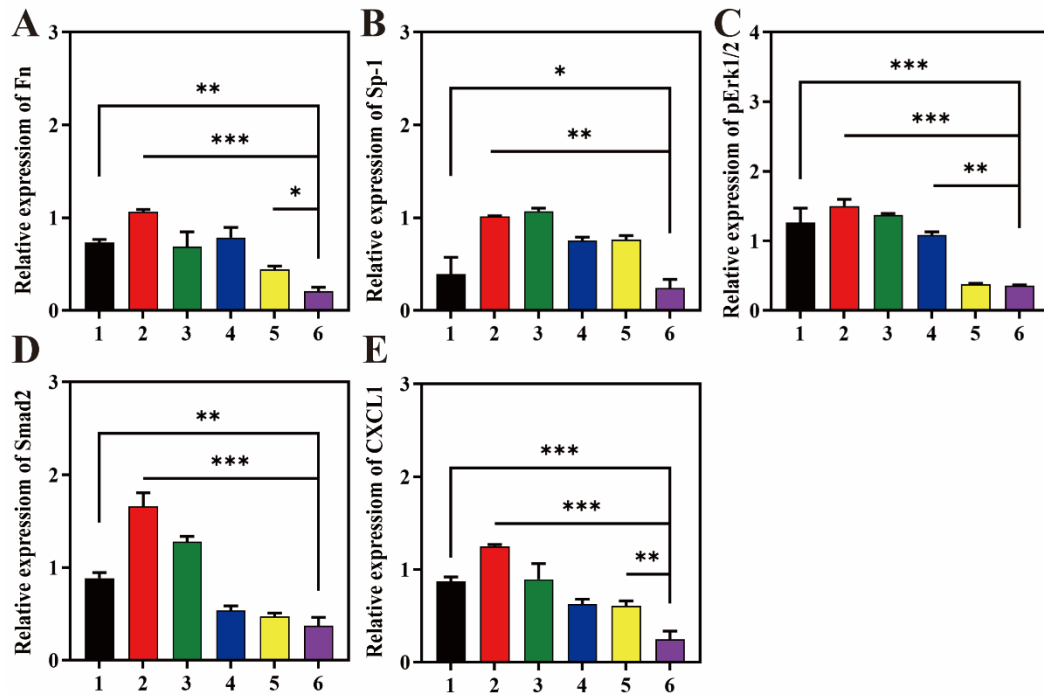 A
Relative expressiom of Fn
3
2
1
0
**
***
*
1 2 3 4 5 6
B
Relative expressiom of Sp-1
3
2
1
0
*
**
1 2 3 4 5 6
C
Relative expressiom of pErk1/2
4
3
2
1
0
***
***
**
1 2 3 4 5 6
D
Relative expressiom of Smad2
3
2
1
0
**
***
1 2 3 4 5 6
E
Relative expressiom of CXCL1
3
2
1
0
***
***
**
1 2 3 4 5 6